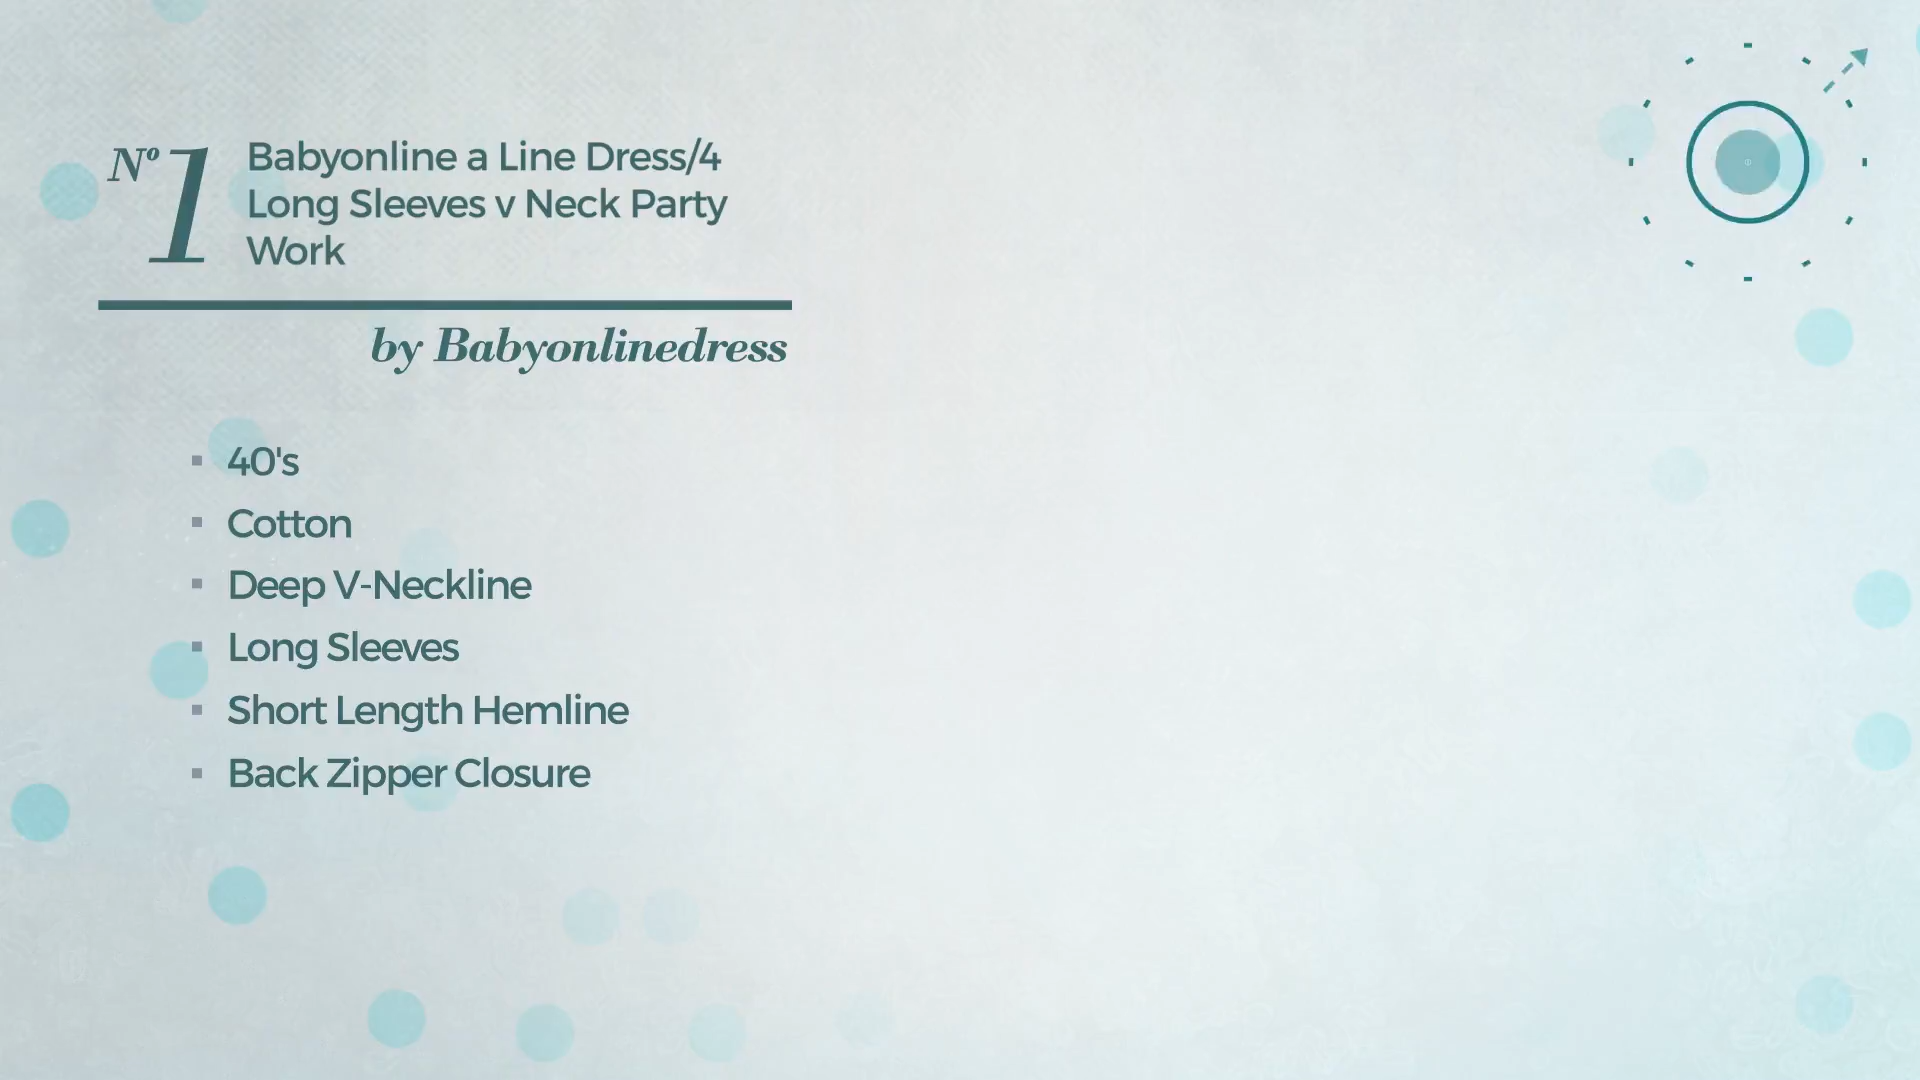 Nº 1
Babyonline a Line Dress/4
Long Sleeves v Neck Party
Work
by Babyonlinedress
40's
Cotton
Deep V-Neckline
Long Sleeves
Short Length Hemline
Back Zipper Closure